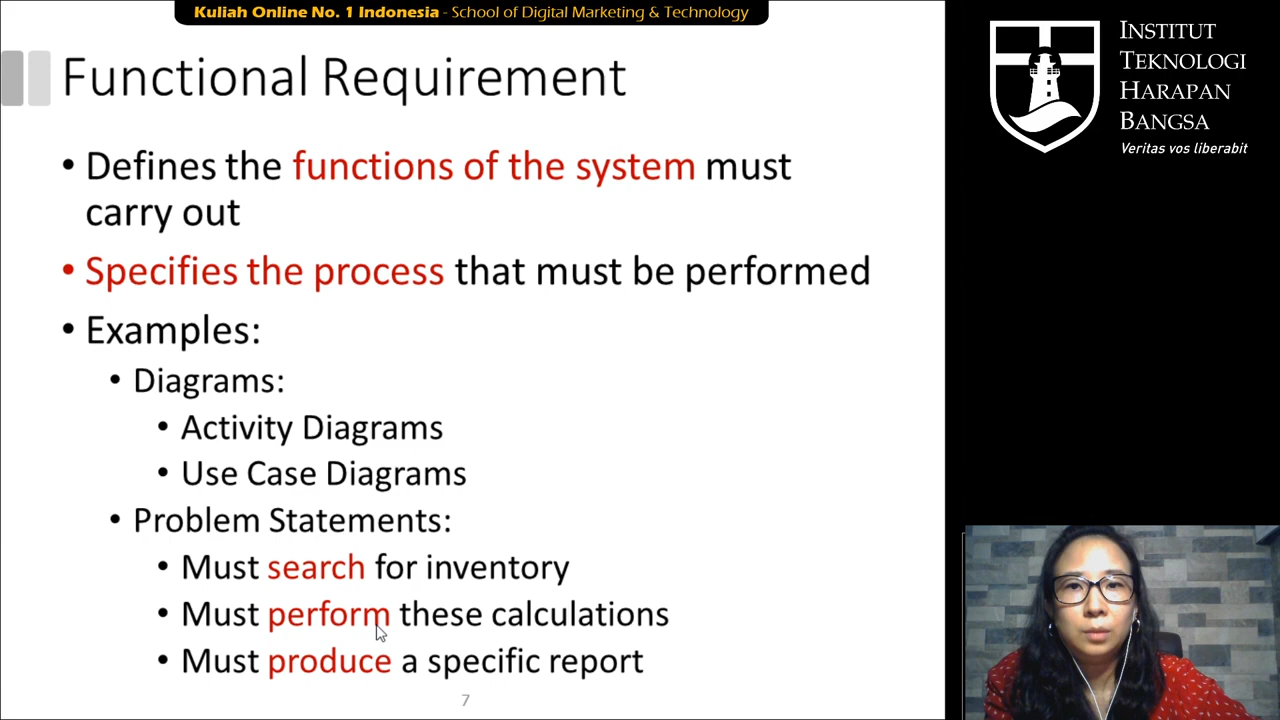 Kuliah Online No. 1 Indonesia - School of Digital Marketing & Technology
Functional Requirement
• Defines the functions of the system must
carry out
• Specifies the process that must be performed
• Examples:
• Diagrams:
• Activity Diagrams
• Use Case Diagrams
• Problem Statements:
• Must search for inventory
• Must perform these calculations
• Must produce a specific report
7
INSTITUT
TEKNOLOGI
HARAPAN
BANGSA
Veritas vos liberabit